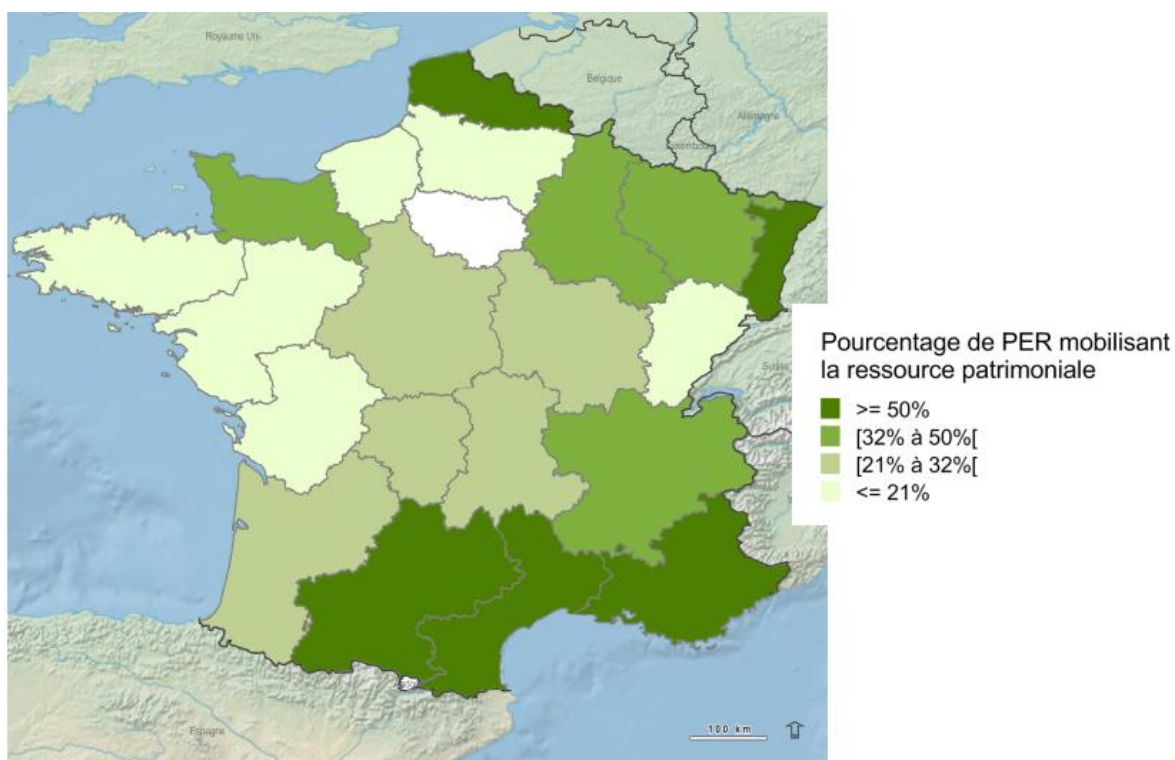 Royaume Uni-
Belgique
Allemagne
Luxembourg
Suisse
Pourcentage de PER mobilisant
la ressource patrimoniale
>= 50%
[32% à 50%[
[21% à 32%[
<= 21%
100 km
Espagne